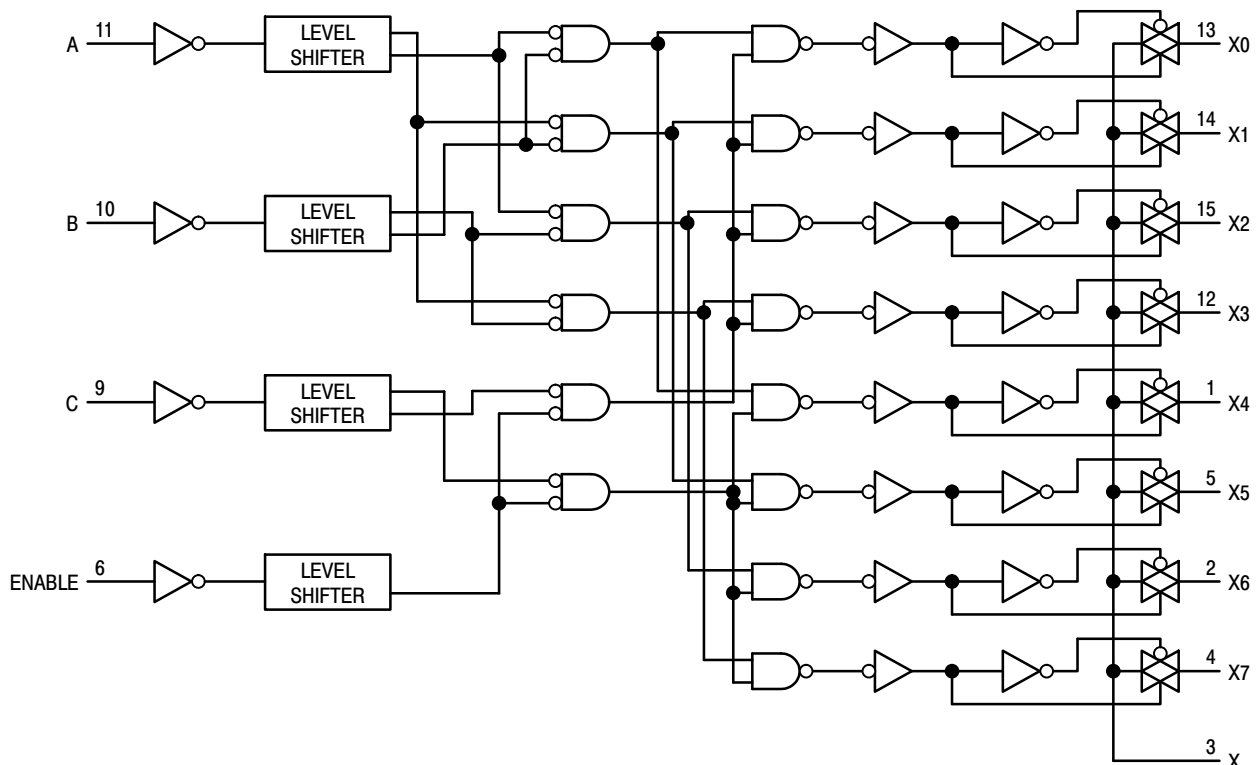 A 11
LEVEL
SHIFTER
13 X0
14 X1
B 10
LEVEL
SHIFTER
15 X2
12 X3
C 9
LEVEL
SHIFTER
1 X4
5 X5
ENABLE 6
LEVEL
SHIFTER
2 X6
4 X7
3 X